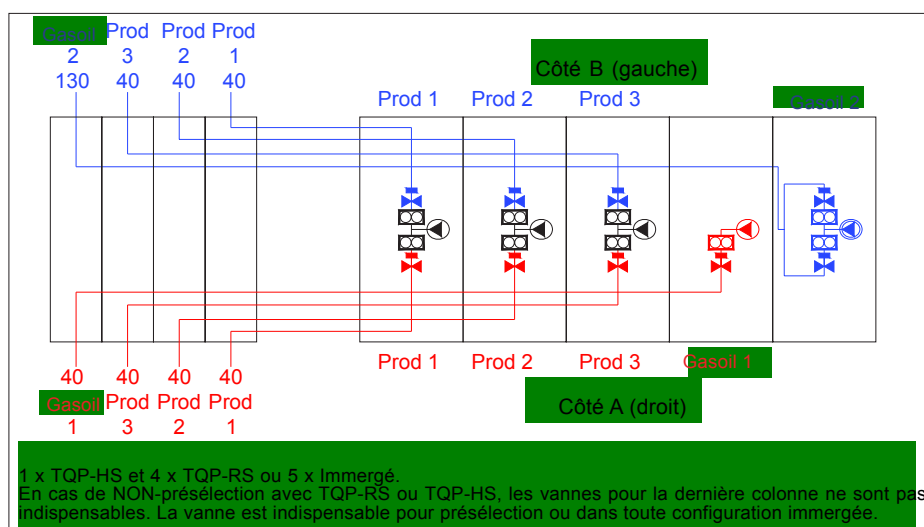 Gasoil Prod Prod Prod
2 3 2 1
130 40 40 40
Côté B (gauche)
Prod 1 Prod 2 Prod 3 Gasoil 2
40 40 40 40
Gasoil Prod Prod Prod
1 3 2 1
Prod 1 Prod 2 Prod 3 Gasoil 1
Côté A (droit)
1 x TQP-HS et 4 x TQP-RS ou 5 x Immergé.
En cas de NON-présélection avec TQP-RS ou TQP-HS, les vannes pour la dernière colonne ne sont pas
indispensables. La vanne est indispensable pour présélection ou dans toute configuration immergée.